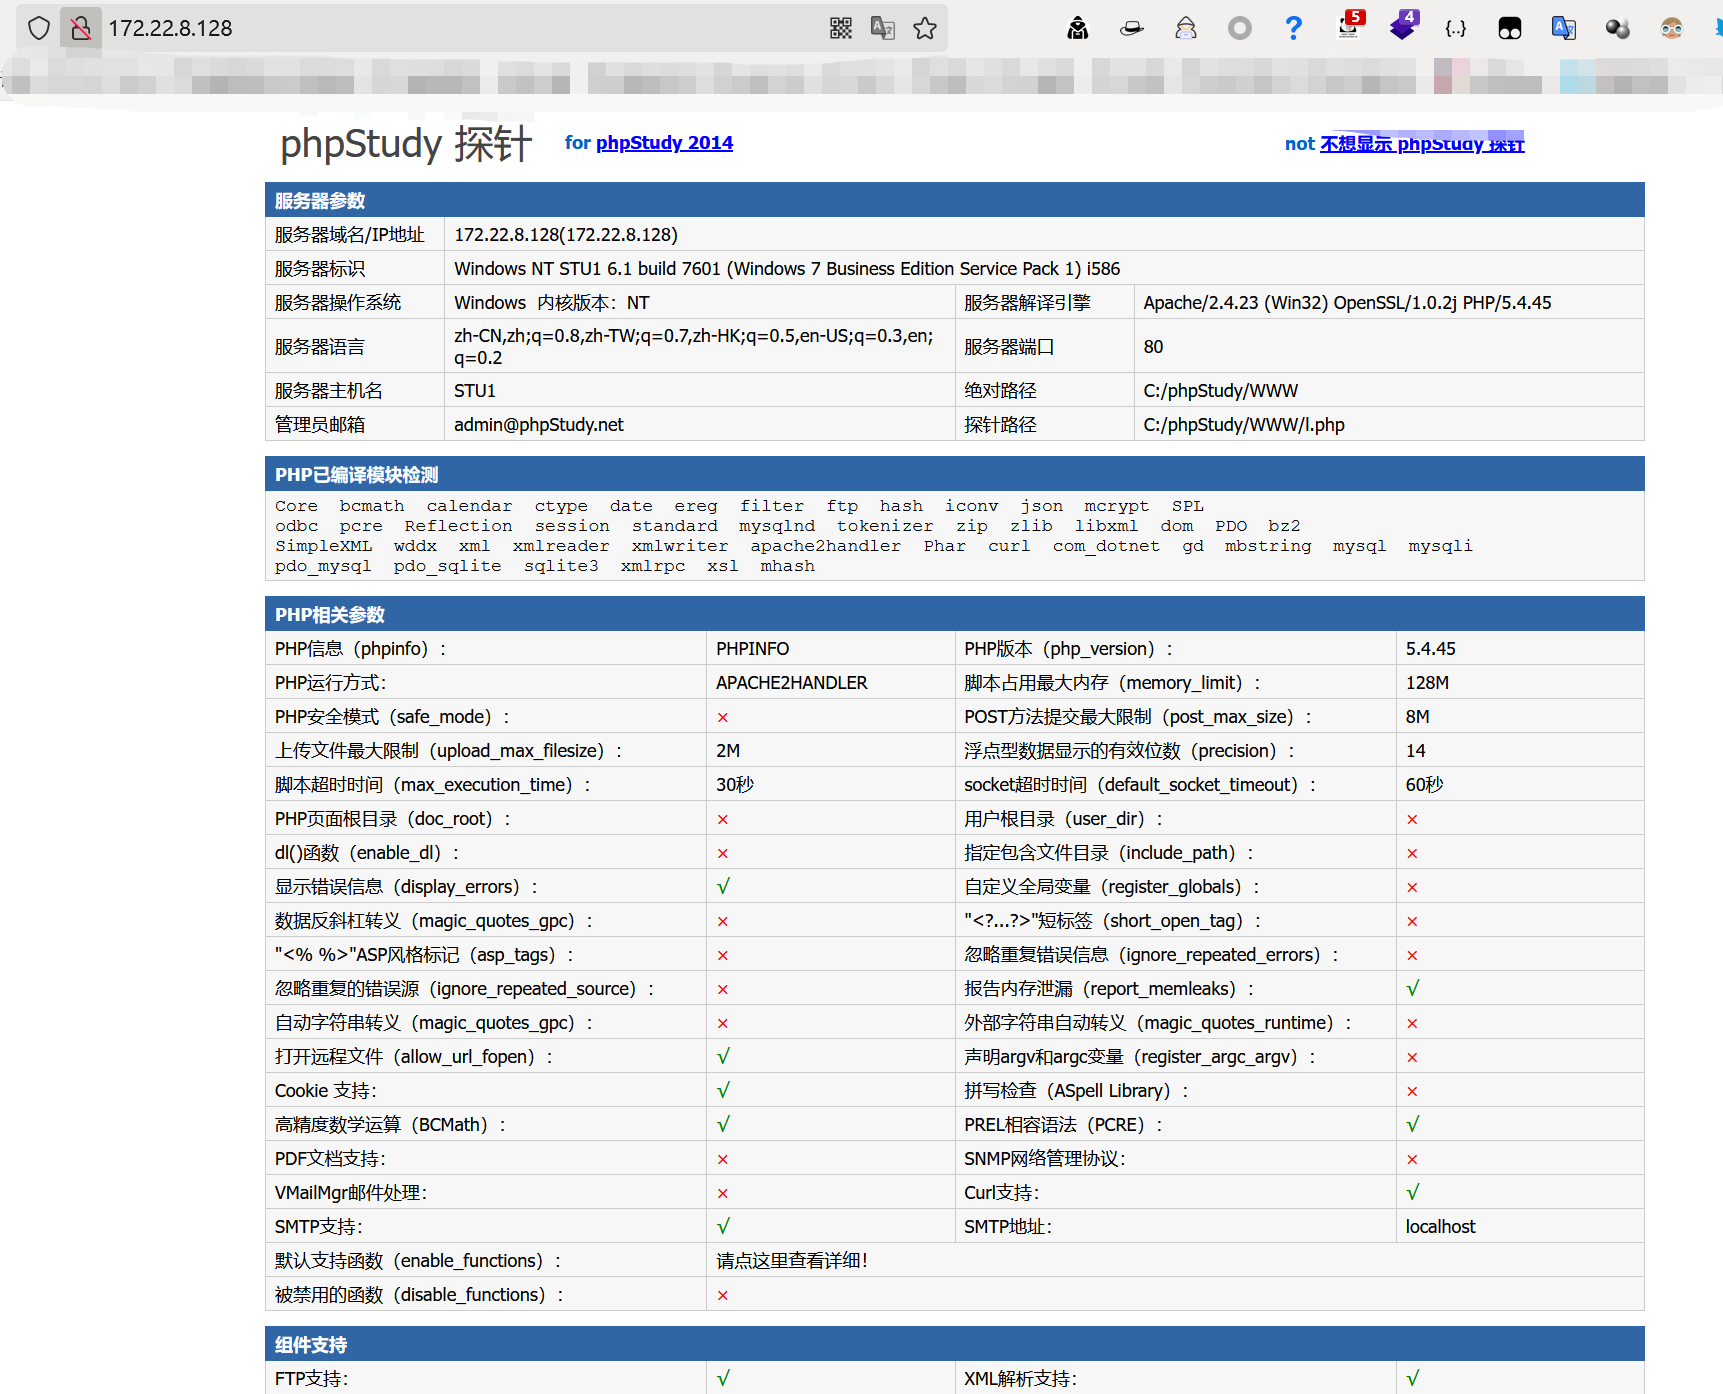 172.22.8.128
5
4
{..}
phpStudy 探针 for phpStudy 2014 not 不想显示 phpStudy 探针
服务器参数
服务器域名/IP地址 172.22.8.128(172.22.8.128)
服务器标识 Windows NT STU1 6.1 build 7601 (Windows 7 Business Edition Service Pack 1) i586
服务器操作系统 Windows 内核版本：NT 服务器解译引擎 Apache/2.4.23 (Win32) OpenSSL/1.0.2j PHP/5.4.45
服务器语言 zh-CN,zh;q=0.8,zh-TW;q=0.7,zh-HK;q=0.5,en-US;q=0.3,en;
q=0.2 服务器端口 80
服务器主机名 STU1 绝对路径 C:/phpStudy/WWW
管理员邮箱 admin@phpStudy.net 探针路径 C:/phpStudy/WWW/l.php
PHP已编译模块检测
Core bcmath calendar ctype date ereg filter ftp hash iconv json mcrypt SPL
odbc pcre Reflection session standard mysqlnd tokenizer zip zlib libxml dom PDO bz2
SimpleXML wddx xml xmlreader xmlwriter apache2handler Phar curl com_dotnet gd mbstring mysql mysqli
pdo_mysql pdo_sqlite sqlite3 xmlrpc xsl mhash
PHP相关参数
PHP信息（phpinfo）： PHPINFO PHP版本（php_version）： 5.4.45
PHP运行方式： APACHE2HANDLER 脚本占用最大内存（memory_limit）： 128M
PHP安全模式（safe_mode）： × POST方法提交最大限制（post_max_size）： 8M
上传文件最大限制（upload_max_filesize）： 2M 浮点型数据显示的有效位数（precision）： 14
脚本超时时间（max_execution_time）： 30秒 socket超时时间（default_socket_timeout）： 60秒
PHP页面根目录（doc_root）： × 用户根目录（user_dir）： ×
dl()函数（enable_dl）： × 指定包含文件目录（include_path）： ×
显示错误信息（display_errors）： √ 自定义全局变量（register_globals）： ×
数据反斜杠转义（magic_quotes_gpc）： × "<?...?>"短标签（short_open_tag）： ×
"<% %>"ASP风格标记（asp_tags）： × 忽略重复错误信息（ignore_repeated_errors）： ×
忽略重复的错误源（ignore_repeated_source）： × 报告内存泄漏（report_memleaks）： √
自动字符串转义（magic_quotes_gpc）： × 外部字符串自动转义（magic_quotes_runtime）： ×
打开远程文件（allow_url_fopen）： √ 声明argv和argc变量（register_argc_argv）： ×
Cookie 支持： √ 拼写检查（ASpell Library）： ×
高精度数学运算（BCMath）： √ PREL相容语法（PCRE）： √
PDF文档支持： × SNMP网络管理协议： ×
VMailMgr邮件处理： × Curl支持： √
SMTP支持： √ SMTP地址： localhost
默认支持函数（enable_functions）： 请点这里查看详细！
被禁用的函数（disable_functions）： ×
组件支持
FTP支持： √ XML解析支持： √